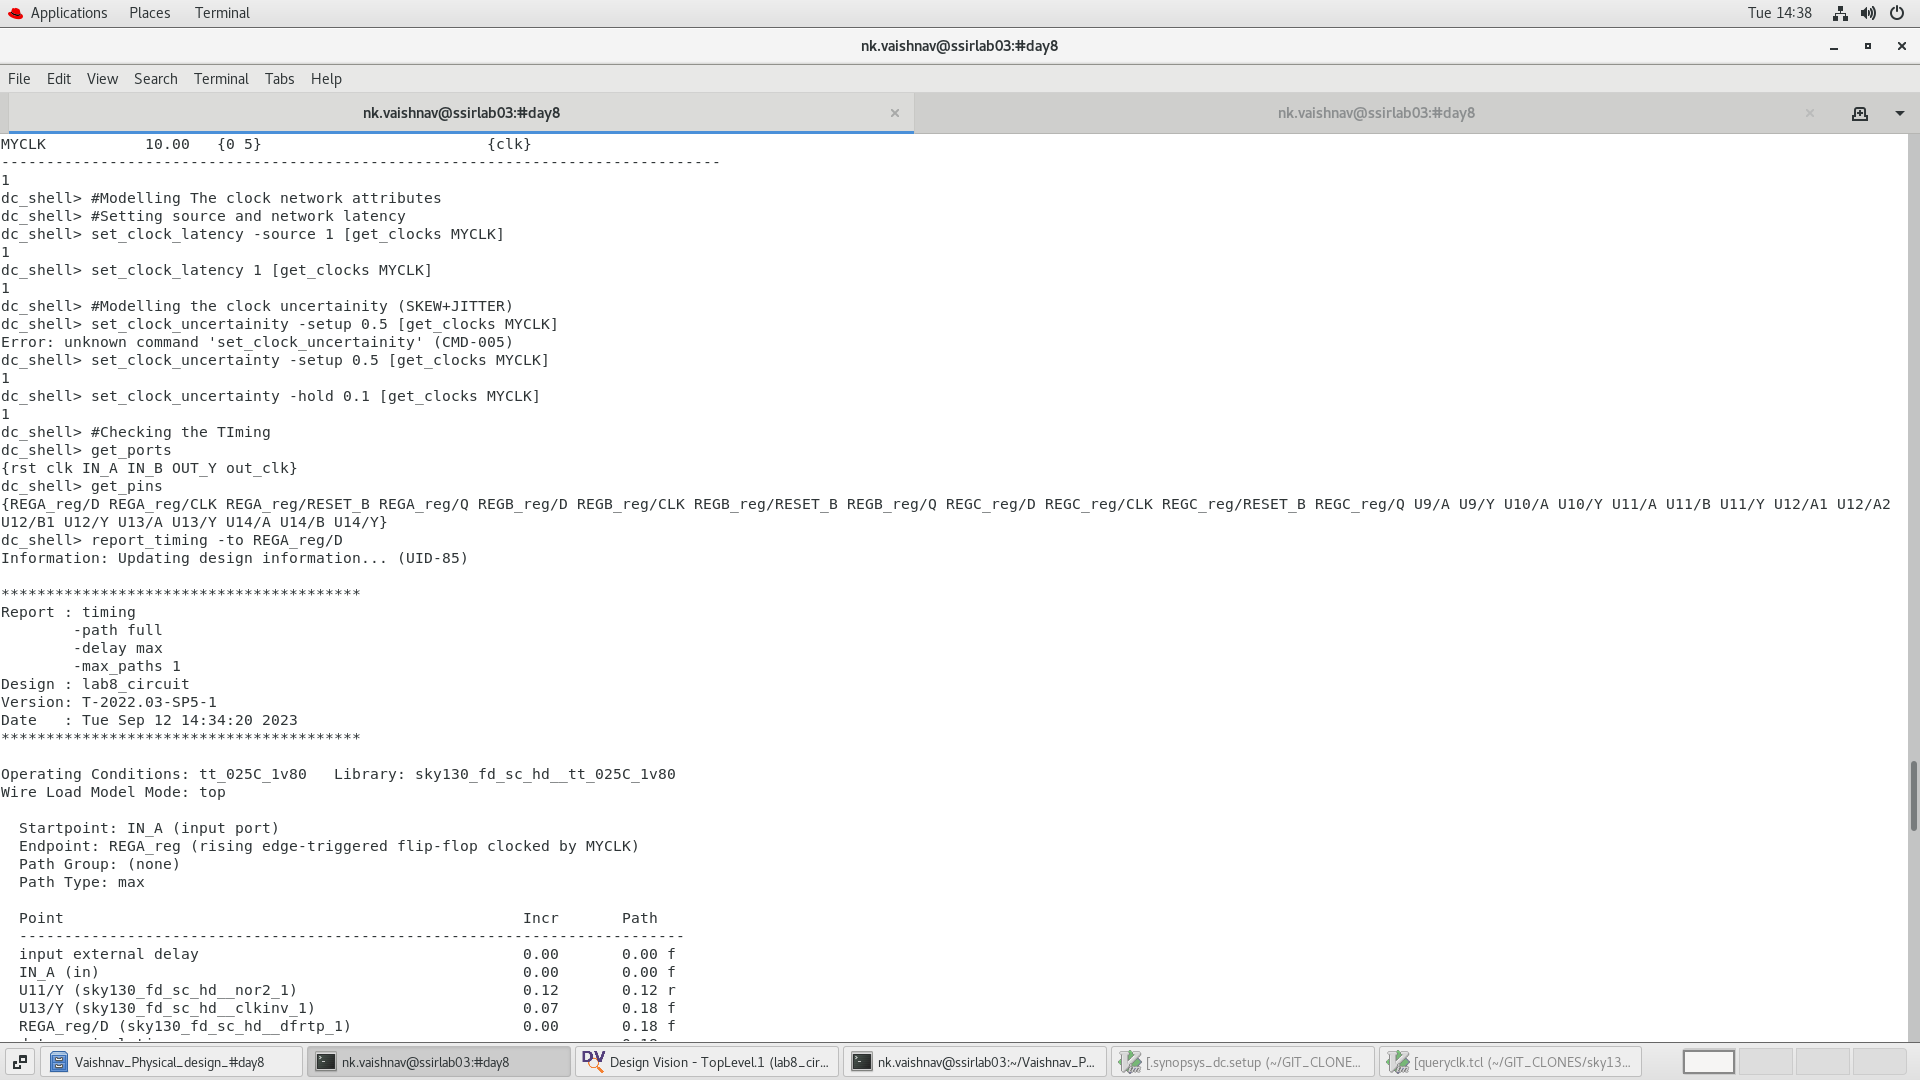 Applications Places Terminal Tue 14:38
nk.vaishnav@ssirlab03:#day8
File Edit View Search Terminal Tabs Help
nk.vaishnav@ssirlab03:#day8 nk.vaishnav@ssirlab03:#day8
MYCLK 10.00 {0 5} {clk}
--------------------------------------------------------------------------------
1
dc_shell> #Modelling The clock network attributes
dc_shell> #Setting source and network latency
dc_shell> set_clock_latency -source 1 [get_clocks MYCLK]
1
dc_shell> set_clock_latency 1 [get_clocks MYCLK]
1
dc_shell> #Modelling the clock uncertainity (SKEW+JITTER)
dc_shell> set_clock_uncertainity -setup 0.5 [get_clocks MYCLK]
Error: unknown command 'set_clock_uncertainity' (CMD-005)
dc_shell> set_clock_uncertainty -setup 0.5 [get_clocks MYCLK]
1
dc_shell> set_clock_uncertainty -hold 0.1 [get_clocks MYCLK]
1
dc_shell> #Checking the TIming
dc_shell> get_ports
{rst clk IN_A IN_B OUT_Y out_clk}
dc_shell> get_pins
{REGA_reg/D REGA_reg/CLK REGA_reg/RESET_B REGA_reg/Q REGB_reg/D REGB_reg/CLK REGB_reg/RESET_B REGB_reg/Q REGC_reg/D REGC_reg/CLK REGC_reg/RESET_B REGC_reg/Q U9/A U9/Y U10/A U10/Y U11/A U11/B U11/Y U12/A1 U12/A2
U12/B1 U12/Y U13/A U13/Y U14/A U14/B U14/Y}
dc_shell> report_timing -to REGA_reg/D
Information: Updating design information... (UID-85)
****************************************
Report : timing
-path full
-delay max
-max_paths 1
Design : lab8_circuit
Version: T-2022.03-SP5-1
Date : Tue Sep 12 14:34:20 2023
****************************************
Operating Conditions: tt_025C_1v80 Library: sky130_fd_sc_hd__tt_025C_1v80
Wire Load Model Mode: top
Startpoint: IN_A (input port)
Endpoint: REGA_reg (rising edge-triggered flip-flop clocked by MYCLK)
Path Group: (none)
Path Type: max
Point Incr Path
--------------------------------------------------------------------------
input external delay 0.00 0.00 f
IN_A (in) 0.00 0.00 f
U11/Y (sky130_fd_sc_hd__nor2_1) 0.12 0.12 r
U13/Y (sky130_fd_sc_hd__clkinv_1) 0.07 0.18 f
REGA_reg/D (sky130_fd_sc_hd__dfrtp_1) 0.00 0.18 f
Vaishnav_Physical_design_#day8 nk.vaishnav@ssirlab03:#day8 DV Design Vision - TopLevel.1 (lab8_cir... nk.vaishnav@ssirlab03:~/Vaishnav_P... [.synopsys_dc.setup (~/GIT_CLONE... [queryclk.tcl (~/GIT_CLONES/sky13...